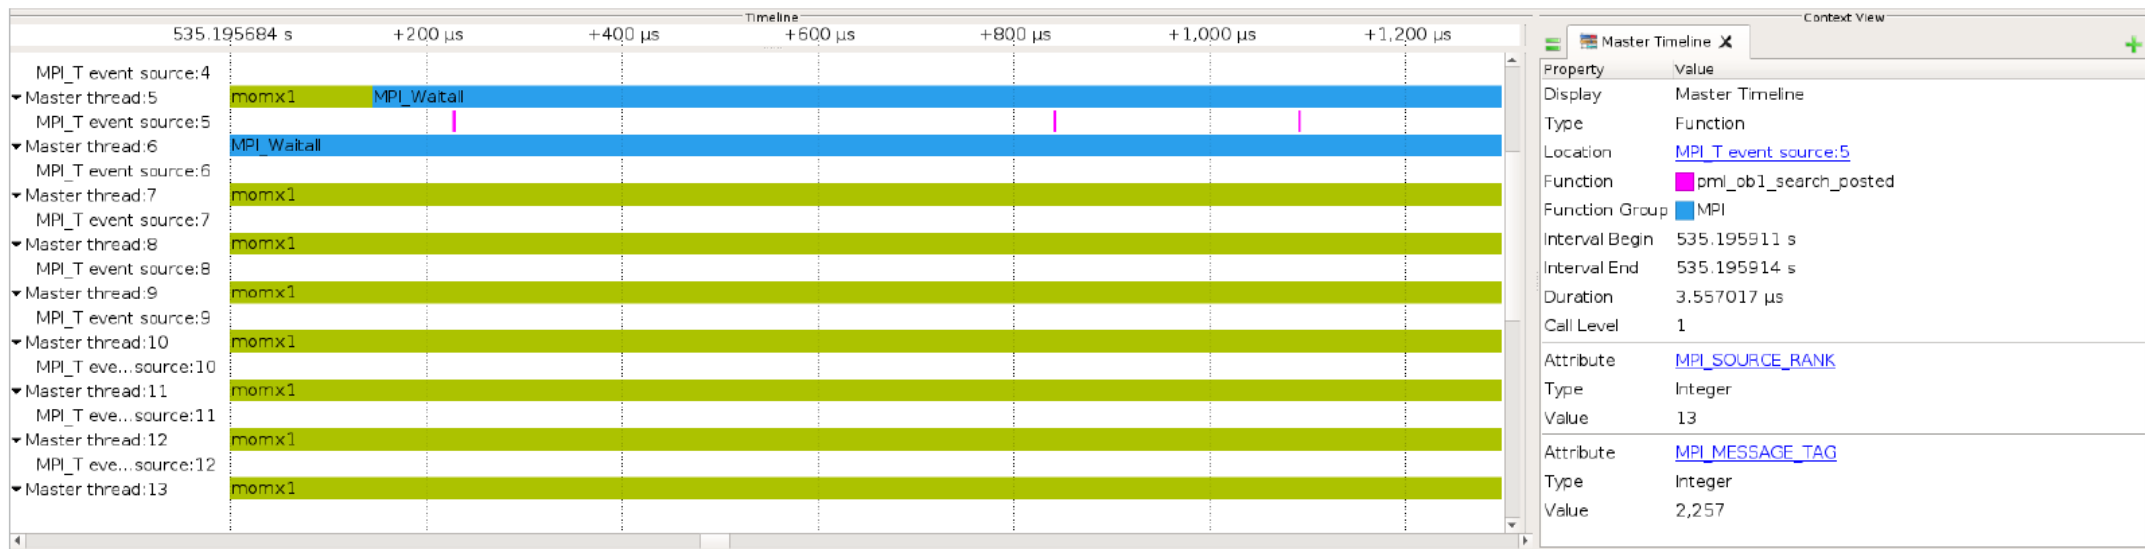 Timeline
535.195684 s +200 µs +400 µs +600 µs +800 µs +1,000 µs +1,200 µs
MPI_T event source:4
Master thread:5 momx1 MPI_Waitall
MPI_T event source:5
Master thread:6 MPI_Waitall
MPI_T event source:6
Master thread:7 momx1
MPI_T event source:7
Master thread:8 momx1
MPI_T event source:8
Master thread:9 momx1
MPI_T event source:9
Master thread:10 momx1
MPI_T eve...source:10
Master thread:11 momx1
MPI_T eve...source:11
Master thread:12 momx1
MPI_T eve...source:12
Master thread:13 momx1
Context View
Master Timeline X
Property Value
Display Master Timeline
Type Function
Location MPI_T event source:5
Function pml_ob1_search_posted
Function Group MPI
Interval Begin 535.195911 s
Interval End 535.195914 s
Duration 3.557017 µs
Call Level 1
Attribute MPI_SOURCE_RANK
Type Integer
Value 13
Attribute MPI_MESSAGE_TAG
Type Integer
Value 2,257